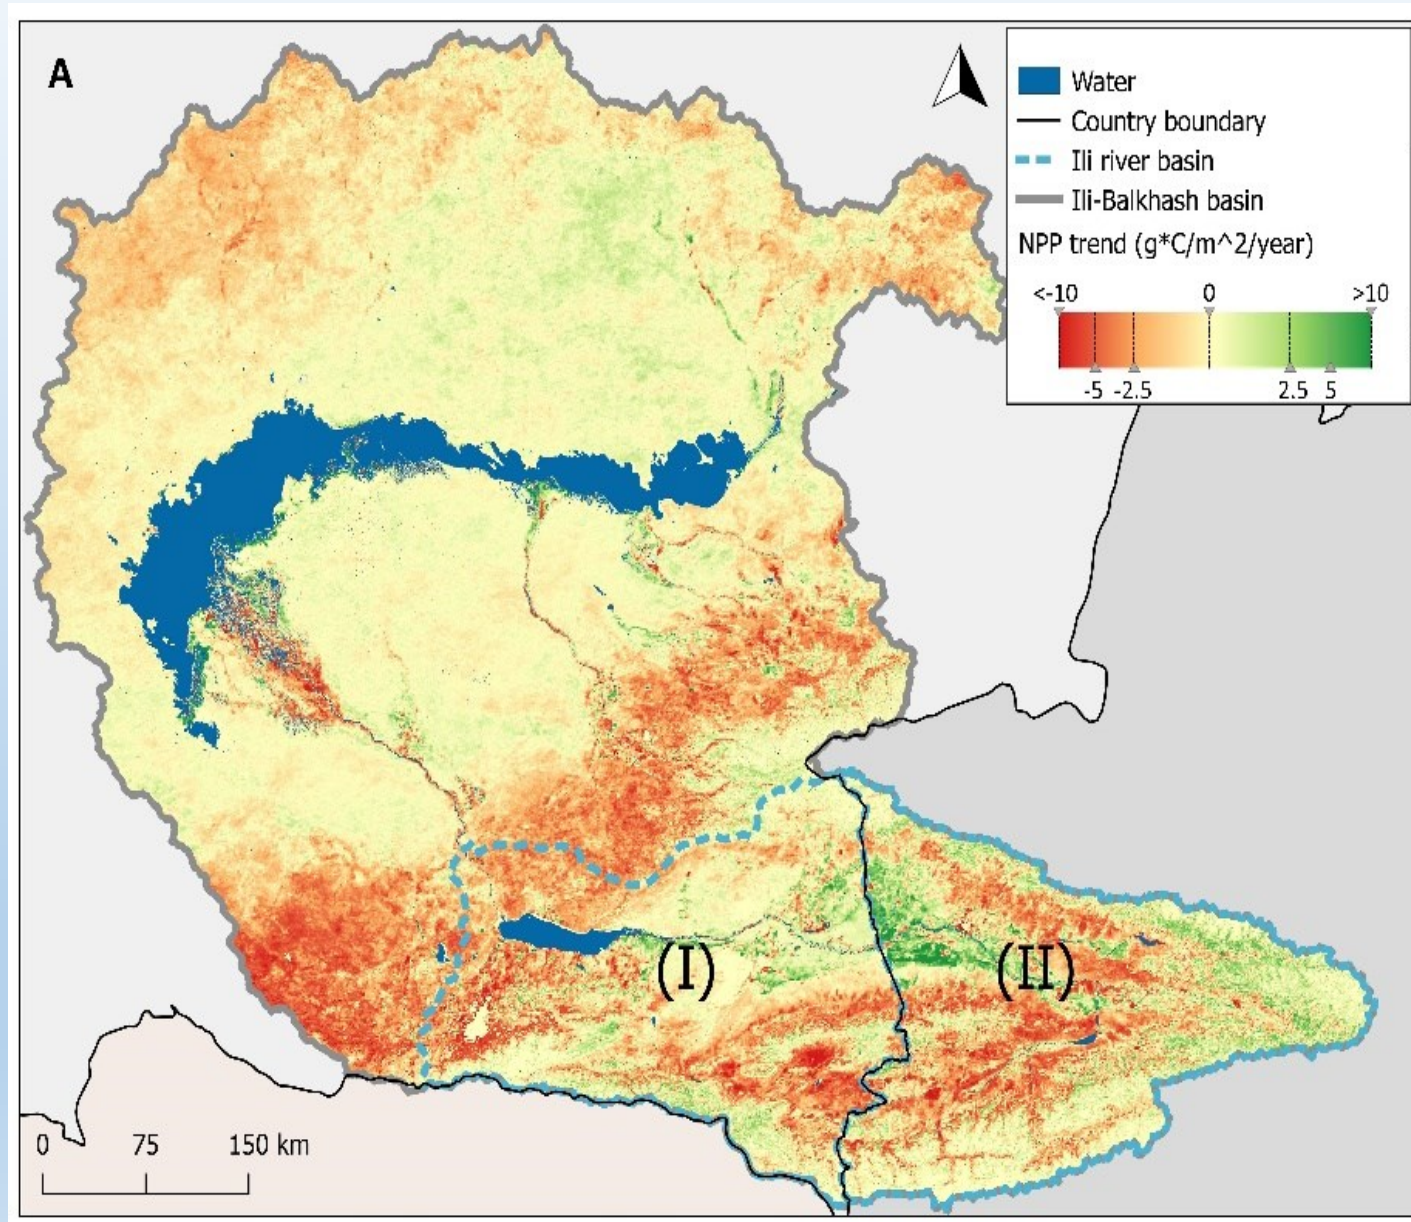 A
Water
Country boundary
Ili river basin
Ili-Balkhash basin
NPP trend (g*C/m^2/year)
<-10 0 >10
-5 -2.5 2.5 5
(I) (II)
0 75 150 km